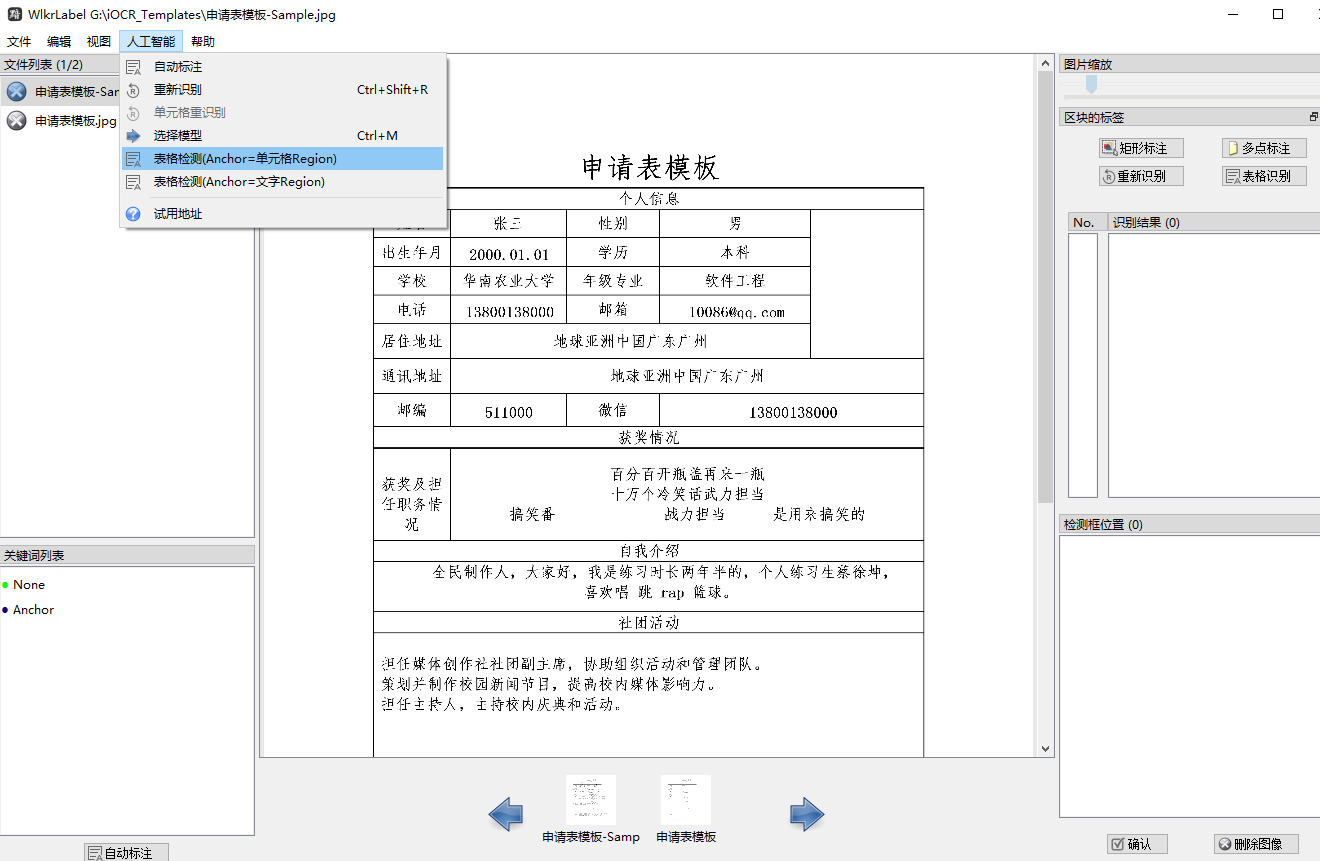 WlkrLabel G:\iOCR_Templates\申请表模板-Sample.jpg
文件 编辑 视图 人工智能 帮助
文件列表 (1/2)
申请表模板-Sam
申请表模板.jpg
自动标注
重新识别 Ctrl+Shift+R
单元格重识别
选择模型 Ctrl+M
表格检测(Anchor=单元格Region)
表格检测(Anchor=文字Region)
试用地址
关键词列表
None
Anchor
自动标注
申请表模板
个人信息
张三 性别 男
出生年月 2000.01.01 学历 本科
学校 华南农业大学 年级专业 软件工程
电话 13800138000 邮箱 10086@qq.com
居住地址 地球亚洲中国广东广州
通讯地址 地球亚洲中国广东广州
邮编 511000 微信 13800138000
获奖情况
获奖及担
任职务情
况
百分百开瓶盖再来一瓶
十万个冷笑话武力担当
搞笑番 战力担当 是用来搞笑的
自我介绍
全民制作人，大家好，我是练习时长两年半的，个人练习生蔡徐坤，
喜欢唱 跳 rap 篮球。
社团活动
担任媒体创作社社团副主席，协助组织活动和管理团队。
策划并制作校园新闻节目，提高校内媒体影响力。
担任主持人，主持校内庆典和活动。
申请表模板-Samp
申请表模板
图片缩放
区块的标签
矩形标注 多点标注
重新识别 表格识别
No. 识别结果 (0)
检测框位置 (0)
确认 删除图像